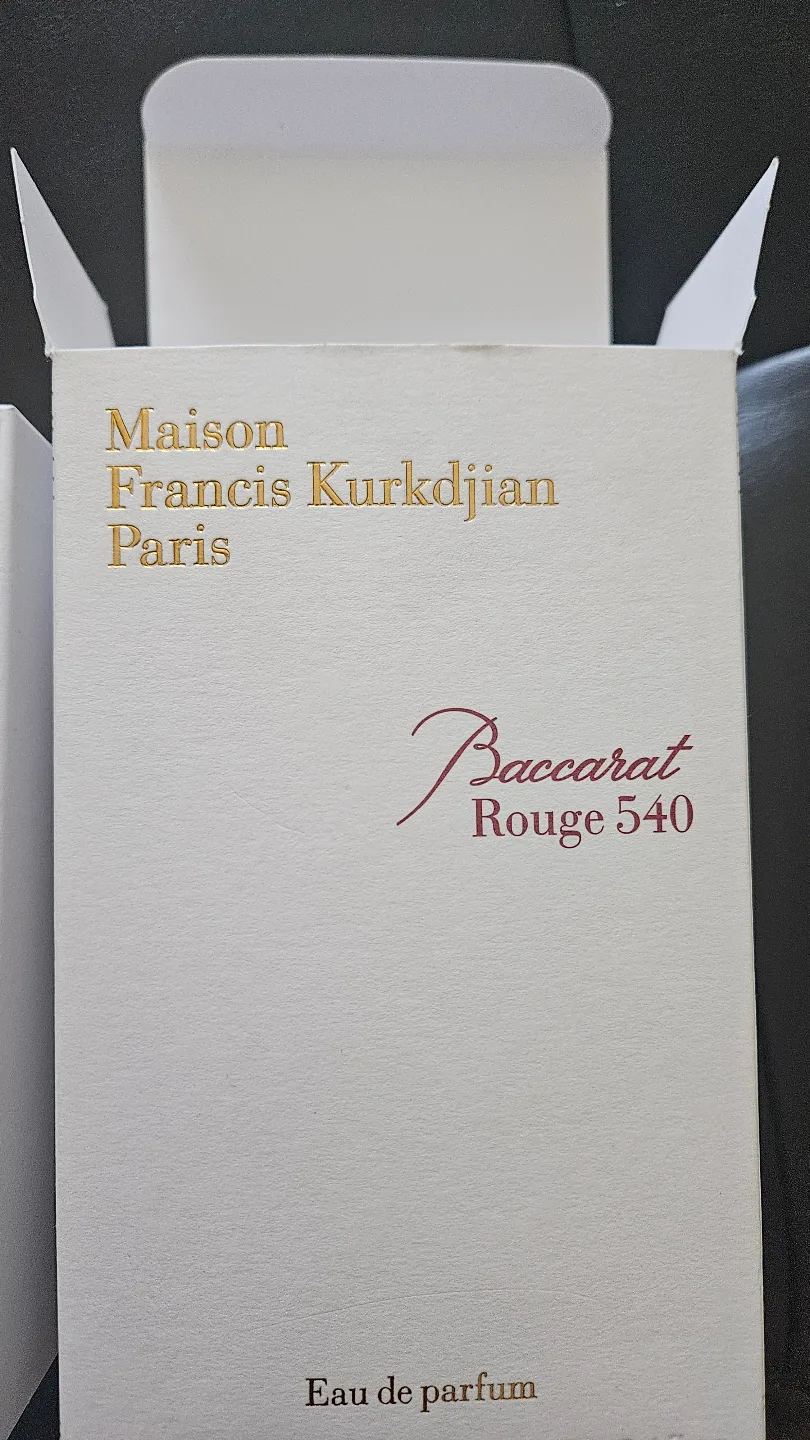 Maison
Francis Kurkdjian
Paris
Baccarat
Rouge 540
Eau de parfum